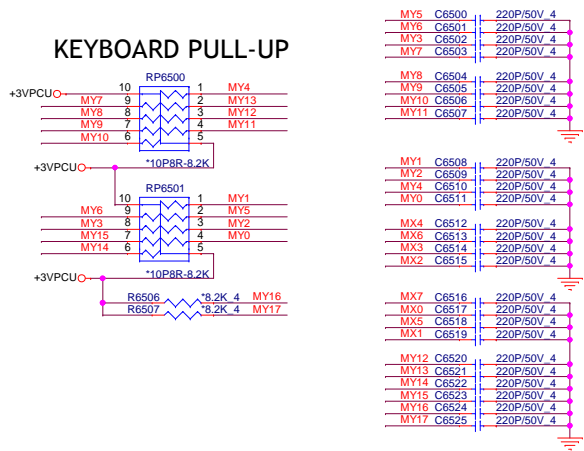 KEYBOARD PULL-UP
RP6500
+3VPCU 10 1 MY4
MY7 9 2 MY13
MY8 8 3 MY12
MY9 7 4 MY11
MY10 6 5
*10P8R-8.2K
+3VPCU
RP6501
10 1 MY1
MY6 9 2 MY5
MY3 8 3 MY2
MY15 7 4 MY0
MY14 6 5
*10P8R-8.2K
+3VPCU
R6506 *8.2K_4 MY16
R6507 *8.2K_4 MY17
MY5 C6500 220P/50V_4
MY6 C6501 220P/50V_4
MY3 C6502 220P/50V_4
MY7 C6503 220P/50V_4
MY8 C6504 220P/50V_4
MY9 C6505 220P/50V_4
MY10 C6506 220P/50V_4
MY11 C6507 220P/50V_4
MY1 C6508 220P/50V_4
MY2 C6509 220P/50V_4
MY4 C6510 220P/50V_4
MY0 C6511 220P/50V_4
MX4 C6512 220P/50V_4
MX6 C6513 220P/50V_4
MX3 C6514 220P/50V_4
MX2 C6515 220P/50V_4
MX7 C6516 220P/50V_4
MX0 C6517 220P/50V_4
MX5 C6518 220P/50V_4
MX1 C6519 220P/50V_4
MY12 C6520 220P/50V_4
MY13 C6521 220P/50V_4
MY14 C6522 220P/50V_4
MY15 C6523 220P/50V_4
MY16 C6524 220P/50V_4
MY17 C6525 220P/50V_4